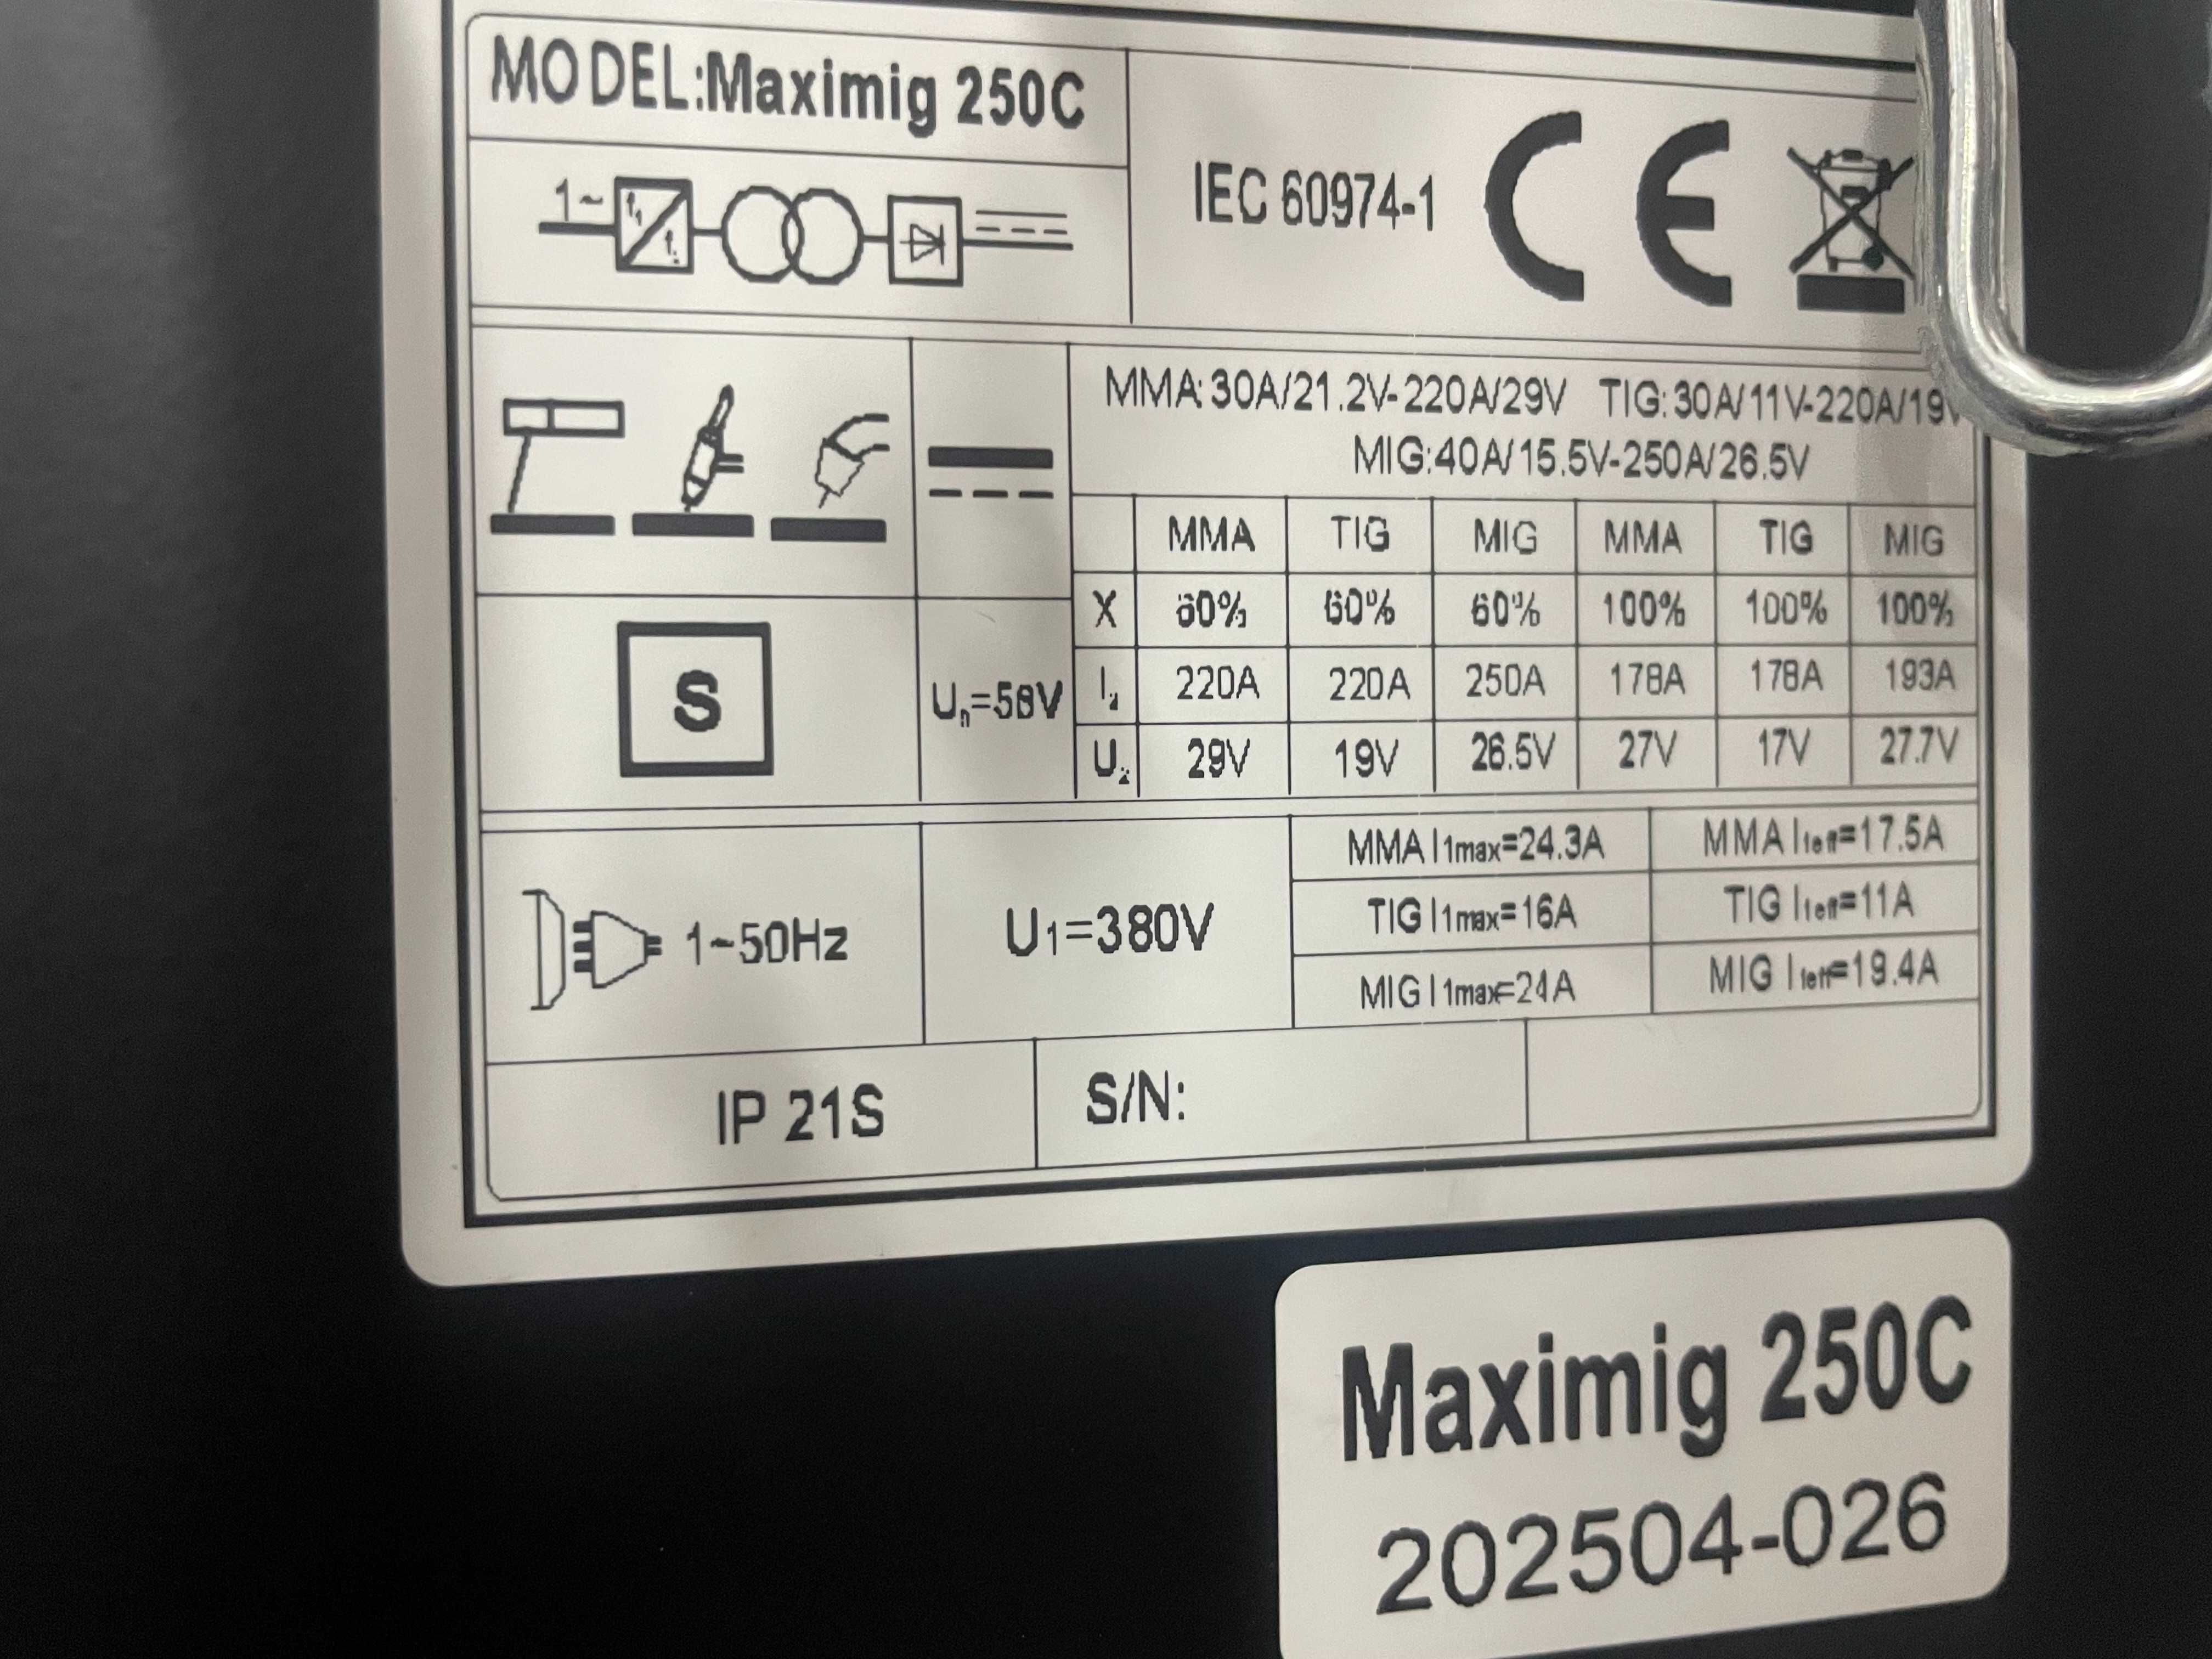 MODEL:Maximig 250C
1~
IEC 60974-1 CE
MMA:30A/21.2V-220A/29V TIG:30A/11V-220A/19V
MIG:40A/15.5V-250A/26.5V
MMA TIG MIG MMA TIG MIG
X 60% 60% 60% 100% 100% 100%
S
I₂ 220A 220A 250A 178A 178A 193A
U₂ 29V 19V 26.5V 27V 17V 27.7V
1~50Hz
U1=380V
MMA I1max=24.3A MMA I1eff=17.5A
TIG I1max=16A TIG I1eff=11A
MIG I1max=24A MIG I1eff=19.4A
IP 21S
S/N:
Maximig 250C
202504-026